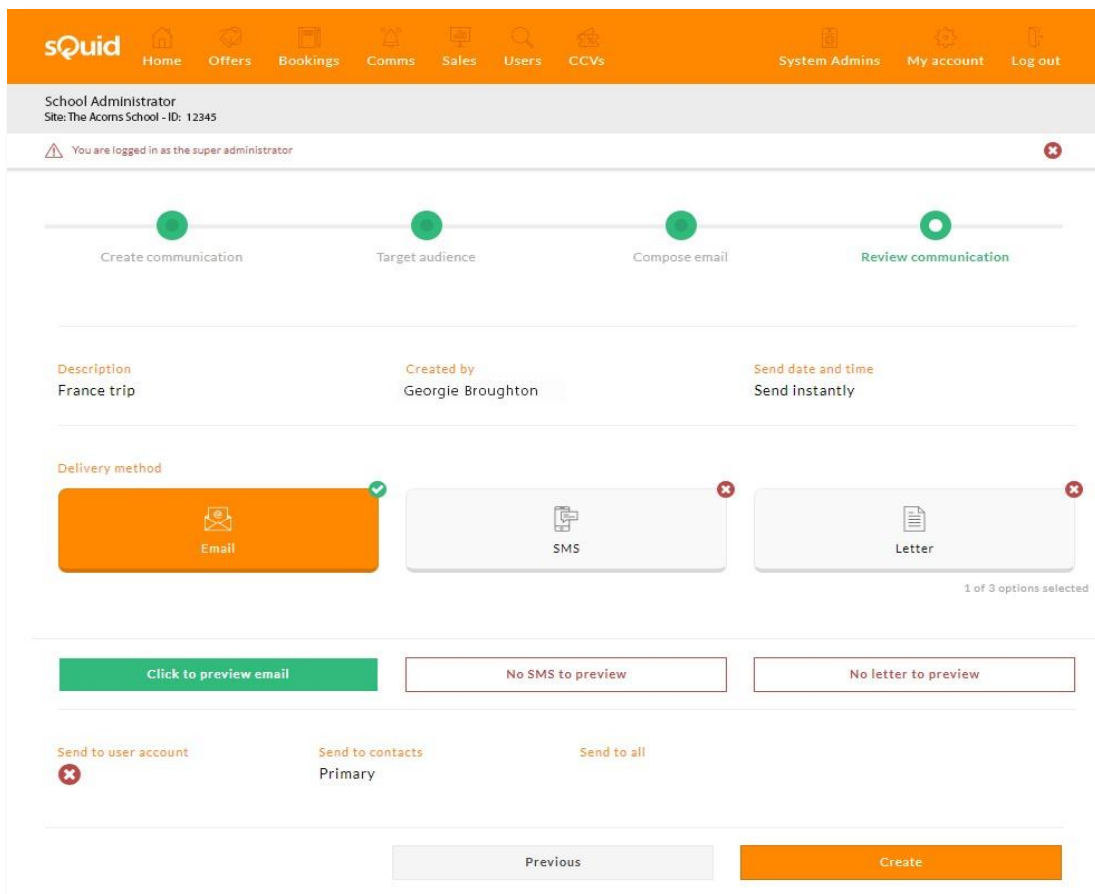 sQuid
Home Offers Bookings Comms Sales Users CCVs System Admins My account Log out
School Administrator
Site: The Acorns School - ID: 12345
You are logged in as the super administrator
Create communication Target audience Compose email Review communication
Description Created by Send date and time
France trip Georgie Broughton Send instantly
Delivery method
Email SMS Letter
1 of 3 options selected
Click to preview email No SMS to preview No letter to preview
Send to user account Send to contacts Send to all
Primary
Previous Create